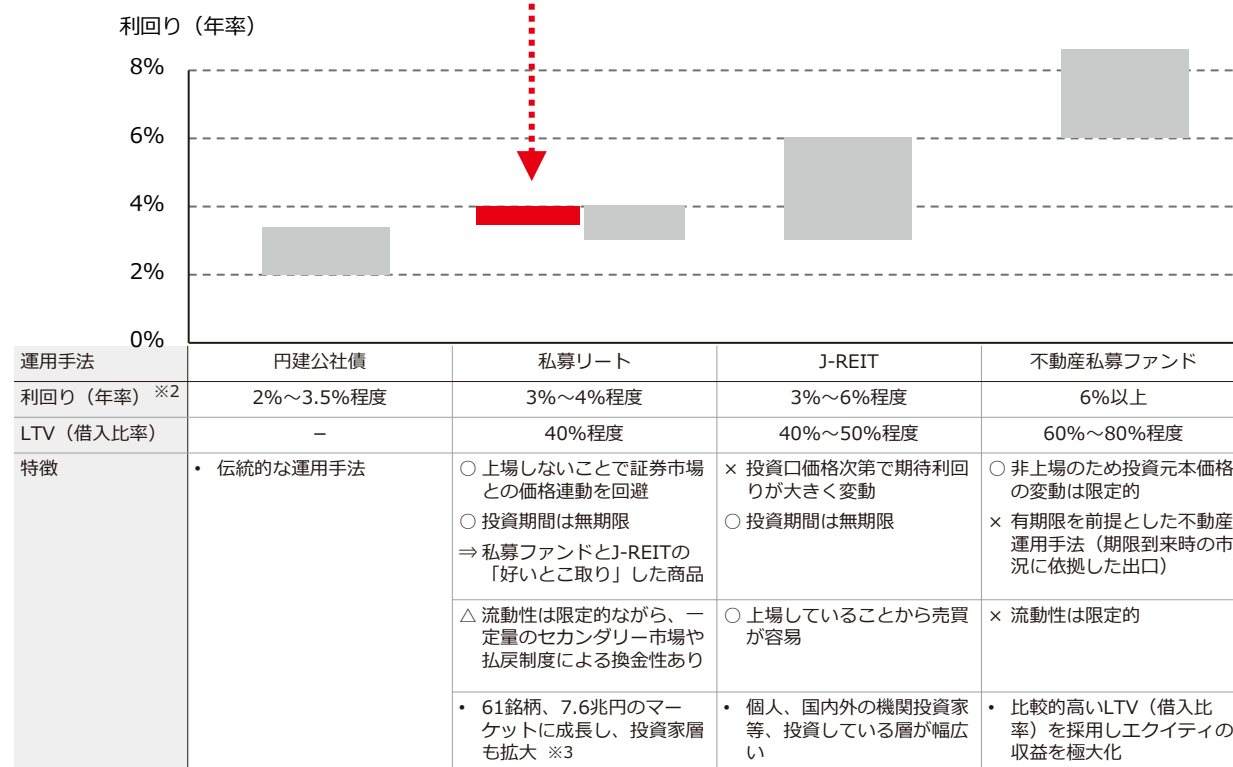 利回り（年率）
8%
6%
4%
2%
0%
運用手法
円建公社債
私募リート
J-REIT
不動産私募ファンド
利回り（年率） ※2
2%～3.5%程度
3%～4%程度
3%～6%程度
6%以上
LTV（借入比率）
－
40%程度
40%～50%程度
60%～80%程度
特徴
• 伝統的な運用手法
○ 上場しないことで証券市場
との価格連動を回避
○ 投資期間は無期限
⇒ 私募ファンドとJ-REITの
「好いとこ取り」した商品
× 投資口価格次第で期待利回
りが大きく変動
○ 投資期間は無期限
○ 非上場のため投資元本価格
の変動は限定的
× 有期限を前提とした不動産
運用手法（期限到来時の市
況に依拠した出口）
△ 流動性は限定的ながら、一
定量のセカンダリー市場や
払戻制度による換金性あり
○ 上場していることから売買
が容易
× 流動性は限定的
• 61銘柄、7.6兆円のマー
ケットに成長し、投資家層
も拡大 ※3
• 個人、国内外の機関投資家
等、投資している層が幅広
い
• 比較的高いLTV（借入比
率）を採用しエクイティの
収益を極大化